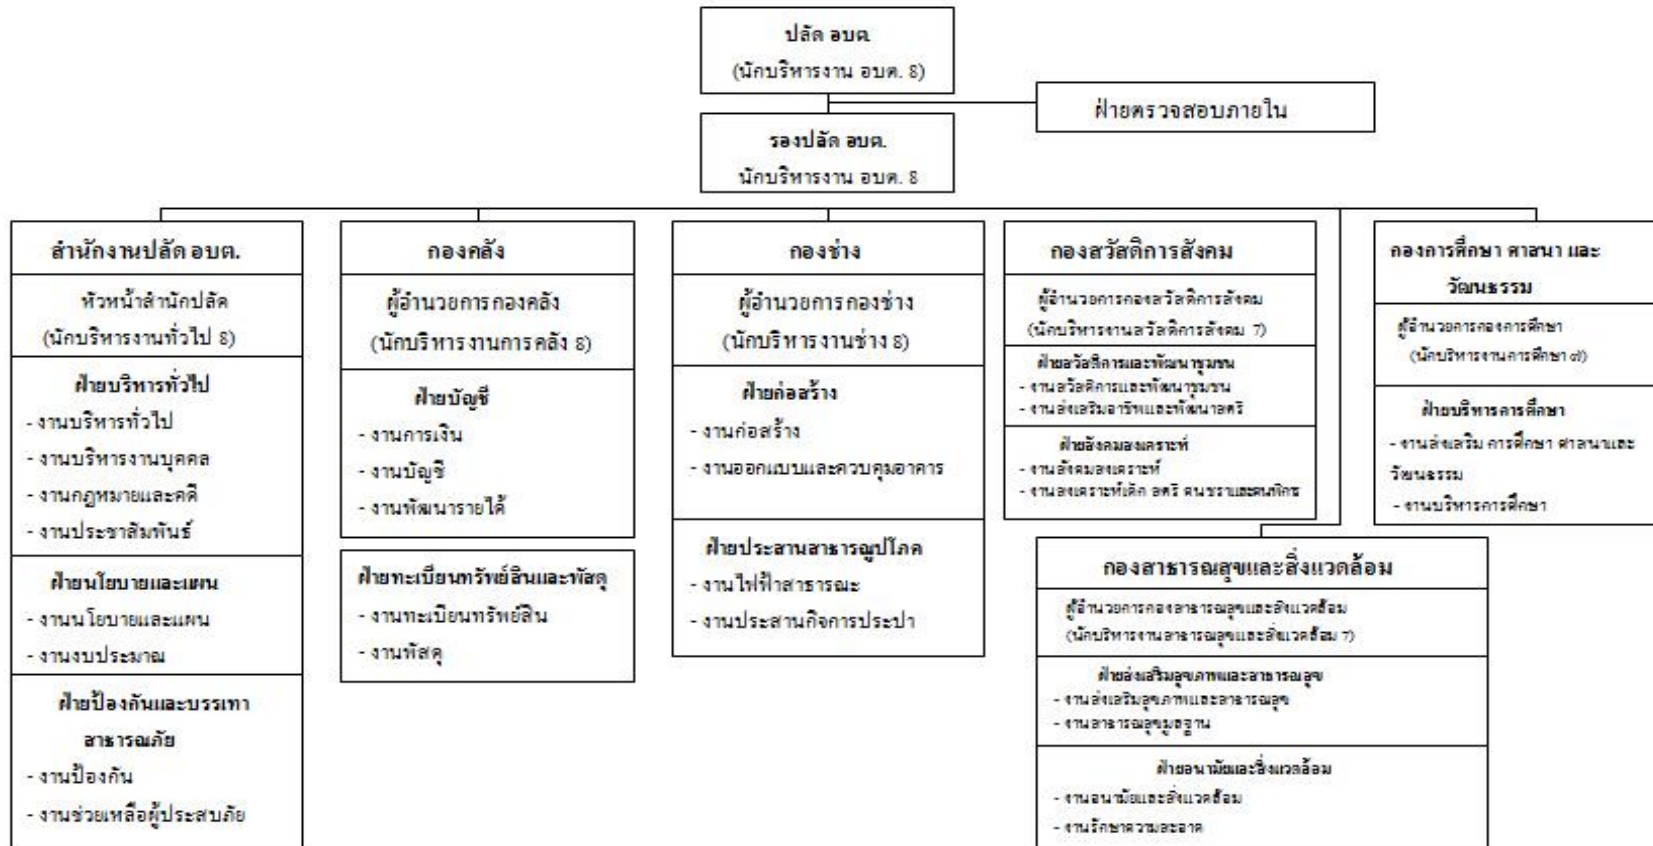 ปลัด อบต.
(นักบริหารงาน อบต. 8)
ฝ่ายตรวจสอบภายใน
รองปลัด อบต.
นักบริหารงาน อบต. 8
สำนักงานปลัด อบต.
หัวหน้าสำนักปลัด
(นักบริหารงานทั่วไป 8)
ฝ่ายบริหารทั่วไป
- งานบริหารทั่วไป
- งานบริหารงานบุคคล
- งานกฎหมายและคดี
- งานประชาสัมพันธ์
ฝ่ายนโยบายและแผน
- งานนโยบายและแผน
- งานงบประมาณ
ฝ่ายป้องกันและบรรเทา
สาธารณภัย
- งานป้องกัน
- งานช่วยเหลือผู้ประสบภัย
กองคลัง
ผู้อำนวยการกองคลัง
(นักบริหารงานการคลัง 8)
ฝ่ายบัญชี
- งานการเงิน
- งานบัญชี
- งานพัฒนารายได้
ฝ่ายทะเบียนทรัพย์สินและพัสดุ
- งานทะเบียนทรัพย์สิน
- งานพัสดุ
กองช่าง
ผู้อำนวยการกองช่าง
(นักบริหารงานช่าง 8)
ฝ่ายก่อสร้าง
- งานก่อสร้าง
- งานออกแบบและควบคุมอาคาร
ฝ่ายประสานสาธารณูปโภค
- งานไฟฟ้าสาธารณะ
- งานประสานกิจการประปา
กองสวัสดิการสังคม
ผู้อำนวยการกองสวัสดิการสังคม
(นักบริหารงานสวัสดิการสังคม 7)
ฝ่ายสวัสดิการและพัฒนาชุมชน
- งานสวัสดิการและพัฒนาชุมชน
- งานส่งเสริมอาชีพและพัฒนาสตรี
ฝ่ายสังคมสงเคราะห์
- งานสังคมสงเคราะห์
- งานสงเคราะห์เด็ก สตรี คนชราและคนพิการ
กองการศึกษา ศาสนา และ
วัฒนธรรม
ผู้อำนวยการกองการศึกษา
(นักบริหารงานการศึกษา ๗)
ฝ่ายบริหารการศึกษา
- งานส่งเสริม การศึกษา ศาสนาและ
วัฒนธรรม
- งานบริหารการศึกษา
กองสาธารณสุขและสิ่งแวดล้อม
ผู้อำนวยการกองสาธารณสุขและสิ่งแวดล้อม
(นักบริหารงานสาธารณสุขและสิ่งแวดล้อม 7)
ฝ่ายส่งเสริมสุขภาพและสาธารณสุข
- งานส่งเสริมสุขภาพและสาธารณสุข
- งานสาธารณสุขมูลฐาน
ฝ่ายอนามัยและสิ่งแวดล้อม
- งานอนามัยและสิ่งแวดล้อม
- งานรักษาความสะอาด